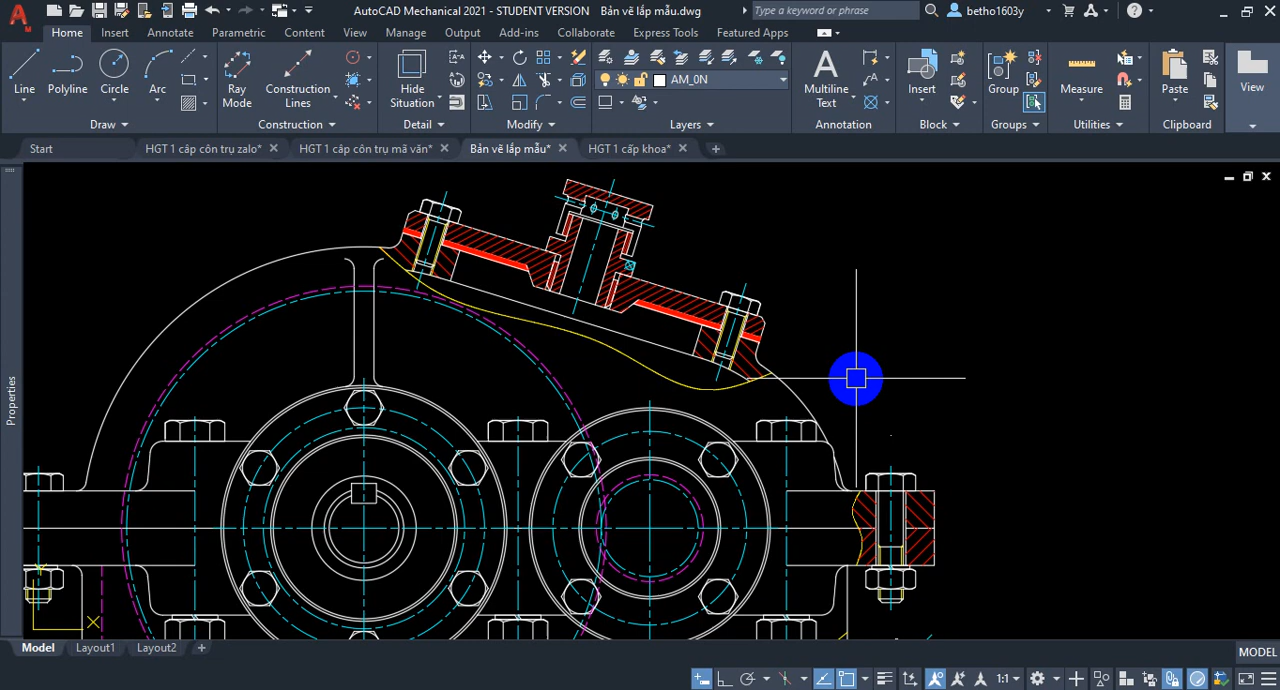 AutoCAD Mechanical 2021 - STUDENT VERSION Bản vẽ lắp mẫu.dwg
Type a keyword or phrase
betho1603y
Home Insert Annotate Parametric Content View Manage Output Add-ins Collaborate Express Tools Featured Apps
AM_0N
Line Polyline Circle Arc
Ray Mode
Construction Lines
Hide Situation
Multiline Text
Insert
Group
Measure
Paste
View
Draw Construction Detail Modify Layers Annotation Block Groups Utilities Clipboard
Start HGT 1 câp côn trụ zalo* HGT 1 câp côn trụ mã văn* Bản vẽ lắp mẫu* HGT 1 cấp khoa*
Properties
X
Y
Model Layout1 Layout2
MODEL
1:1